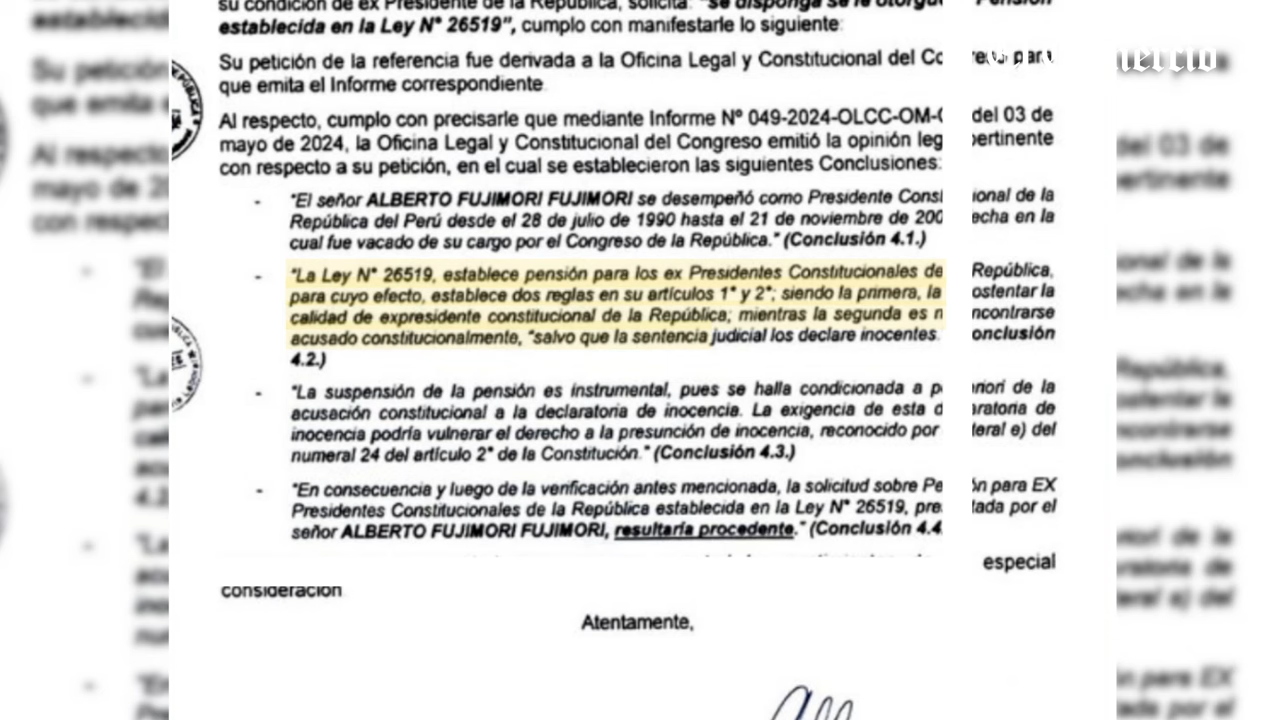 su condición de ex Presidente de la República, solicita: "se disponga se le Pensión
establecida en la Ley N° 26519", cumplo con manifestarle lo siguiente:
Su petición de la referencia fue derivada a la Oficina Legal y Constitucional del
que emita el Informe correspondiente
Al respecto, cumplo con precisarle que mediante Informe Nº 049-2024-OLCC-OM- del 03 de
mayo de 2024, la Oficina Legal y Constitucional del Congreso emitió la opinión leg pertinente
con respecto a su petición, en el cual se establecieron las siguientes Conclusiones:
- "El señor ALBERTO FUJIMORI FUJIMORI se desempeñó como Presidente Consi ional de la
República del Perú desde el 28 de julio de 1990 hasta el 21 de noviembre de 200 echa en la
cual fue vacado de su cargo por el Congreso de la República." (Conclusión 4.1.)
- "La Ley N° 26519, establece pensión para los ex Presidentes Constitucionales de República,
para cuyo efecto, establece dos reglas en su artículos 1° y 2°; siendo la primera, la ostentar la
calidad de expresidente constitucional de la República; mientras la segunda es n ncontrarse
acusado constitucionalmente, "salvo que la sentencia judicial los declare inocentes. onclusión
4.2.)
- "La suspensión de la pensión es instrumental, pues se halla condicionada a p riori de la
acusación constitucional a la declaratoria de inocencia. La exigencia de esta d aratoria de
inocencia podría vulnerar el derecho a la presunción de inocencia, reconocido por iteral e) del
numeral 24 del artículo 2° de la Constitución." (Conclusión 4.3.)
- "En consecuencia y luego de la verificación antes mencionada, la solicitud sobre Pe ón para EX
Presidentes Constitucionales de la República establecida en la Ley N° 26519, pre tada por el
señor ALBERTO FUJIMORI FUJIMORI, resultaría procedente." (Conclusión 4.4
especial
consideración
Atentamente,